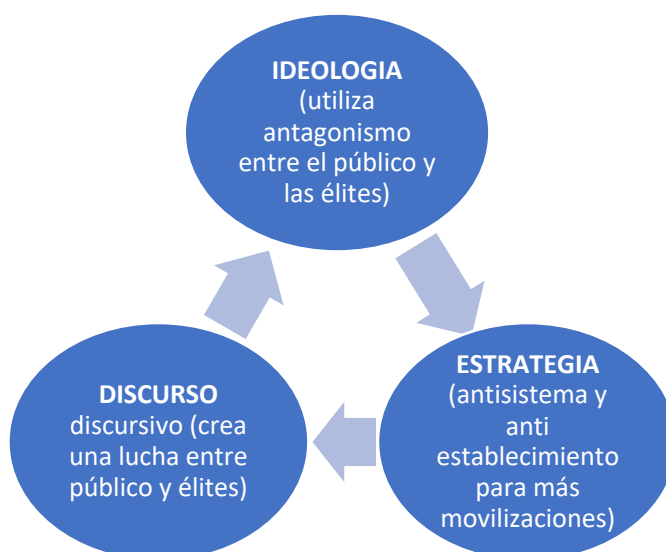 IDEOLOGIA
(utiliza
antagonismo
entre el público y
las élites)
ESTRATEGIA
(antisistema y
anti
establecimiento
para más
movilizaciones)
DISCURSO
discursivo (crea
una lucha entre
público y élites)